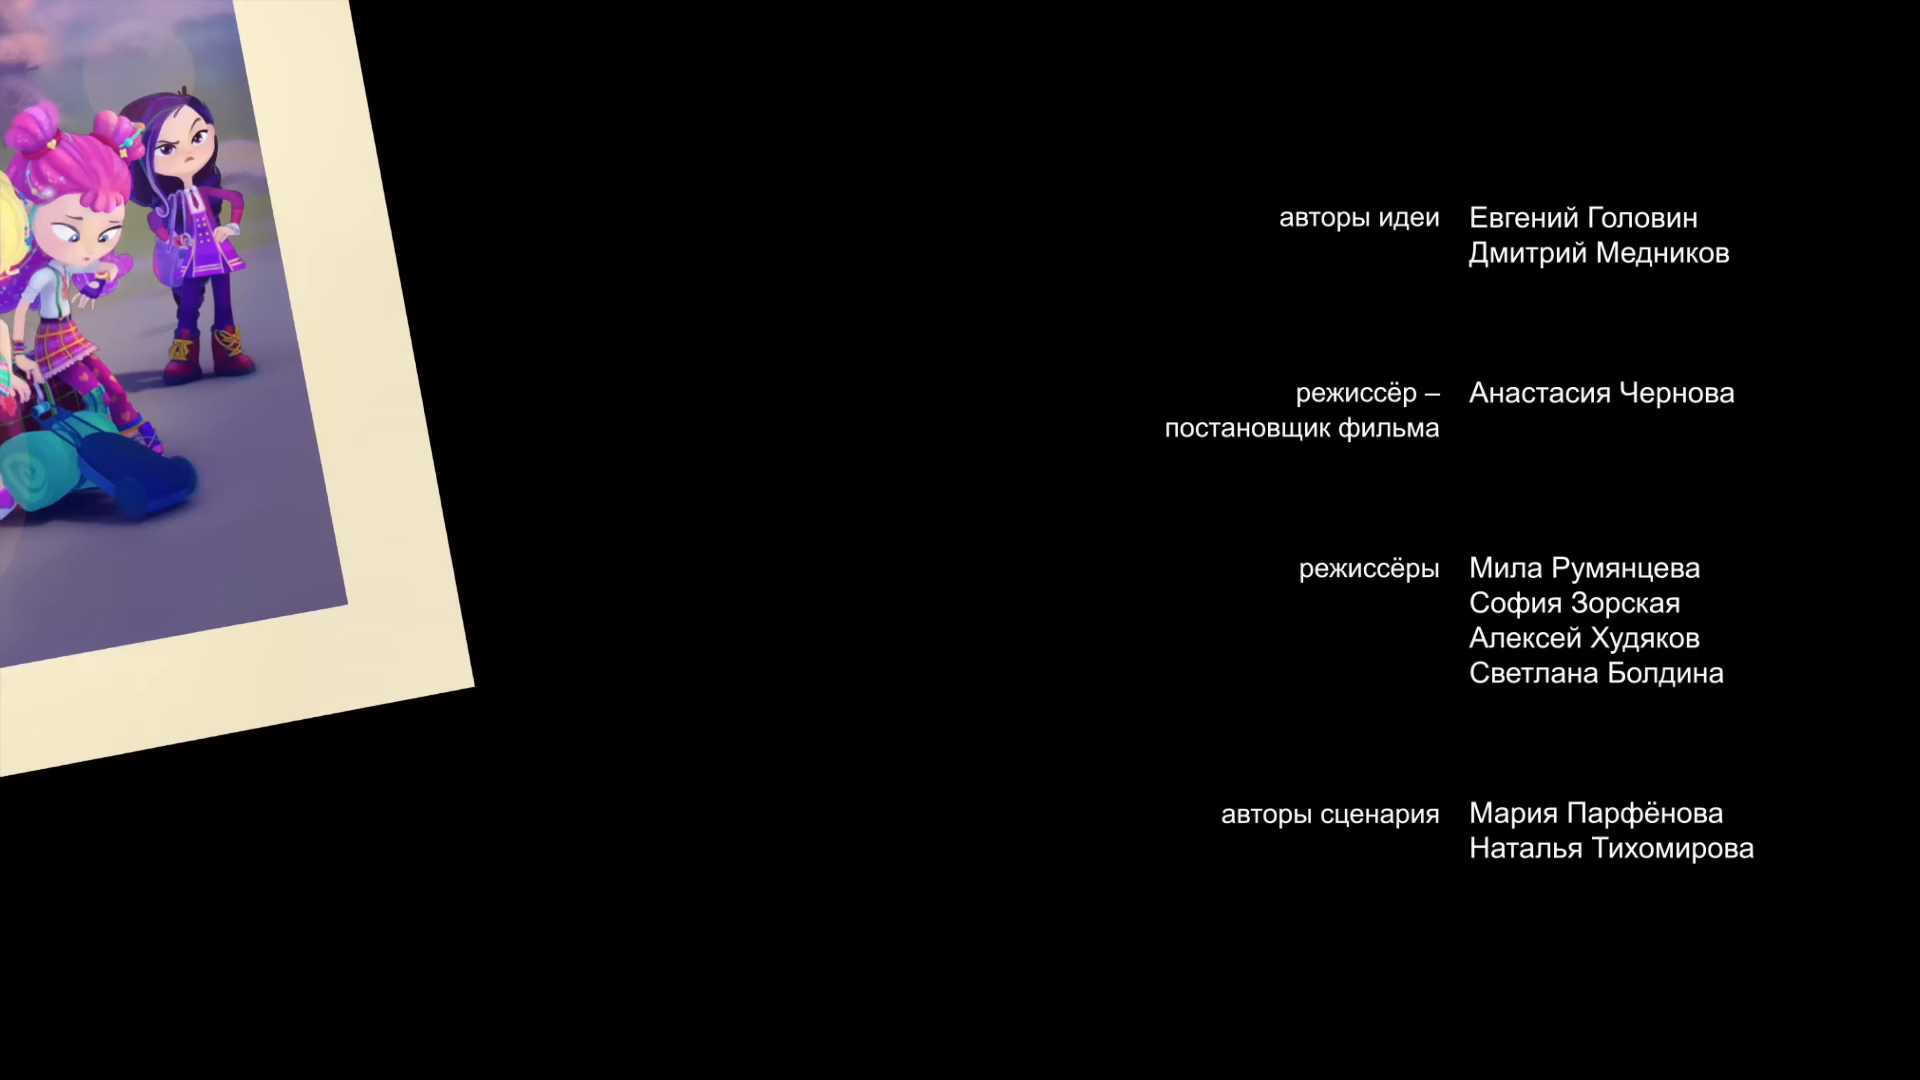 авторы идеи Евгений Головин
Дмитрий Медников
режиссёр – Анастасия Чернова
постановщик фильма
режиссёры Мила Румянцева
София Зорская
Алексей Худяков
Светлана Болдина
авторы сценария Мария Парфёнова
Наталья Тихомирова